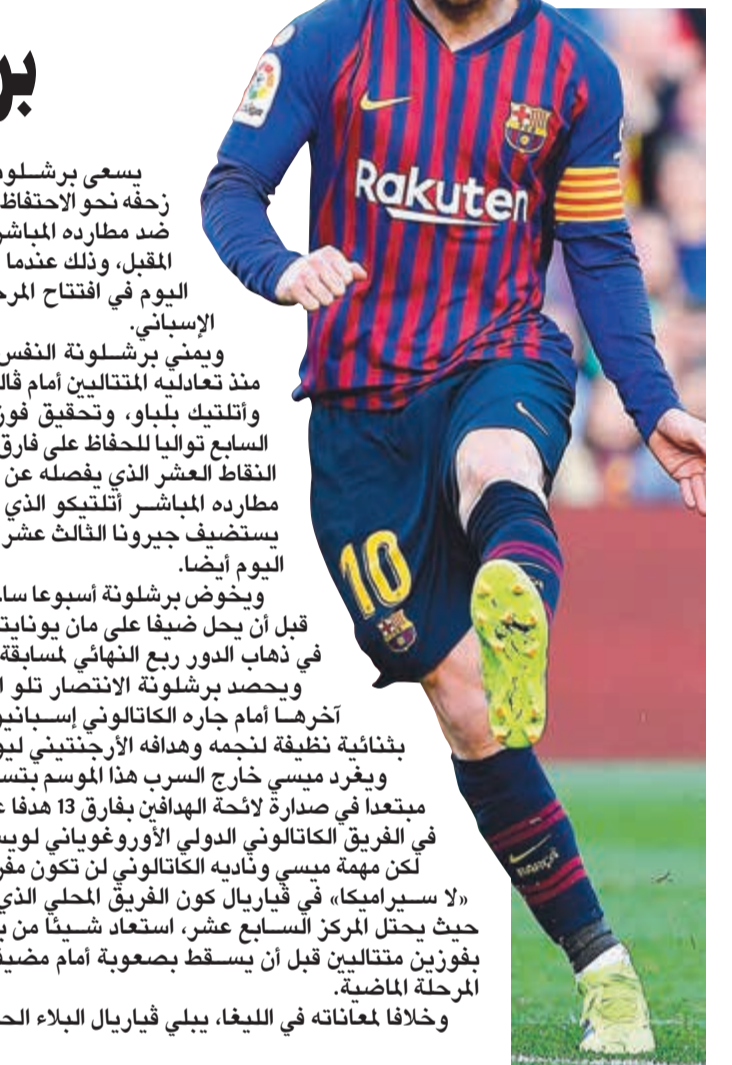 بر
يسعى برشلو
زحفه نحو الاحتفاظ
ضد مطارده المباشر
المقبل، وذلك عندما
اليوم في افتتاح المر
الإسباني.
ويمني برشلونة النفس
منذ تعادليه المتتاليين أمام ڤال
وأتلتيك بلباو، وتحقيق فوز
السابع تواليا للحفاظ على فارق
النقاط العشر الذي يفصله عن
مطارده المباشر أتلتيكو الذي
يستضيف جيرونا الثالث عشر
اليوم أيضا.
ويخوض برشلونة أسبوعا سا
قبل أن يحل ضيفا على مان يونايت
في ذهاب الدور ربع النهائي لمسابقة
ويحصد برشلونة الانتصار تلو ا
آخرها أمام جاره الكاتالوني إسبانيو
بثنائية نظيفة لنجمه وهدافه الأرجنتيني ليو
ويغرد ميسي خارج السرب هذا الموسم بتس
مبتعدا في صدارة لائحة الهدافين بفارق 13 هدفا ع
في الفريق الكاتالوني الدولي الأوروغوياني لويس
لكن مهمة ميسي وناديه الكاتالوني لن تكون مفر
«لا سيراميكا» في ڤياريال كون الفريق المحلي الذي
حيث يحتل المركز السابع عشر، استعاد شيئا من ب
بفوزين متتاليين قبل أن يسقط بصعوبة أمام مضيف
المرحلة الماضية.
وخلافا لمعاناته في الليغا، يبلي ڤياريال البلاء الح
Rakuten
10
BARÇA